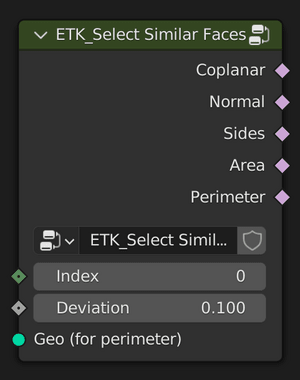 ETK_Select Similar Faces
Coplanar
Normal
Sides
Area
Perimeter
ETK_Select Simil...
Index 0
Deviation 0.100
Geo (for perimeter)